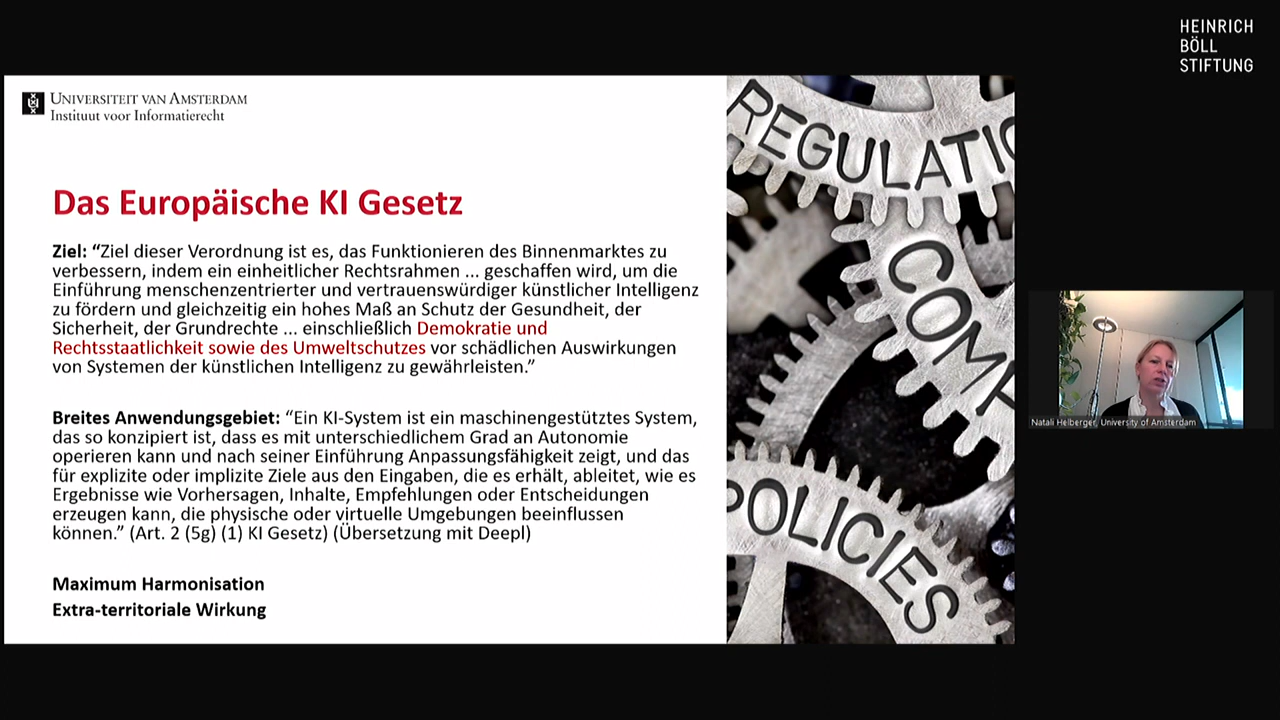 HEINRICH
BÖLL
STIFTUNG
UNIVERSITEIT VAN AMSTERDAM
Instituut voor Informatierecht
Das Europäische KI Gesetz
Ziel: “Ziel dieser Verordnung ist es, das Funktionieren des Binnenmarktes zu
verbessern, indem ein einheitlicher Rechtsrahmen ... geschaffen wird, um die
Einführung menschenzentrierter und vertrauenswürdiger künstlicher Intelligenz
zu fördern und gleichzeitig ein hohes Maß an Schutz der Gesundheit, der
Sicherheit, der Grundrechte ... einschließlich Demokratie und
Rechtsstaatlichkeit sowie des Umweltschutzes vor schädlichen Auswirkungen
von Systemen der künstlichen Intelligenz zu gewährleisten.”
Breites Anwendungsgebiet: “Ein KI-System ist ein maschinengestütztes System,
das so konzipiert ist, dass es mit unterschiedlichem Grad an Autonomie
operieren kann und nach seiner Einführung Anpassungsfähigkeit zeigt, und das
für explizite oder implizite Ziele aus den Eingaben, die es erhält, ableitet, wie es
Ergebnisse wie Vorhersagen, Inhalte, Empfehlungen oder Entscheidungen
erzeugen kann, die physische oder virtuelle Umgebungen beeinflussen
können.” (Art. 2 (5g) (1) KI Gesetz) (Übersetzung mit Deepl)
Maximum Harmonisation
Extra-territoriale Wirkung
REGULATIO
COMP
POLICIES
Natali Helberger, University of Amsterdam